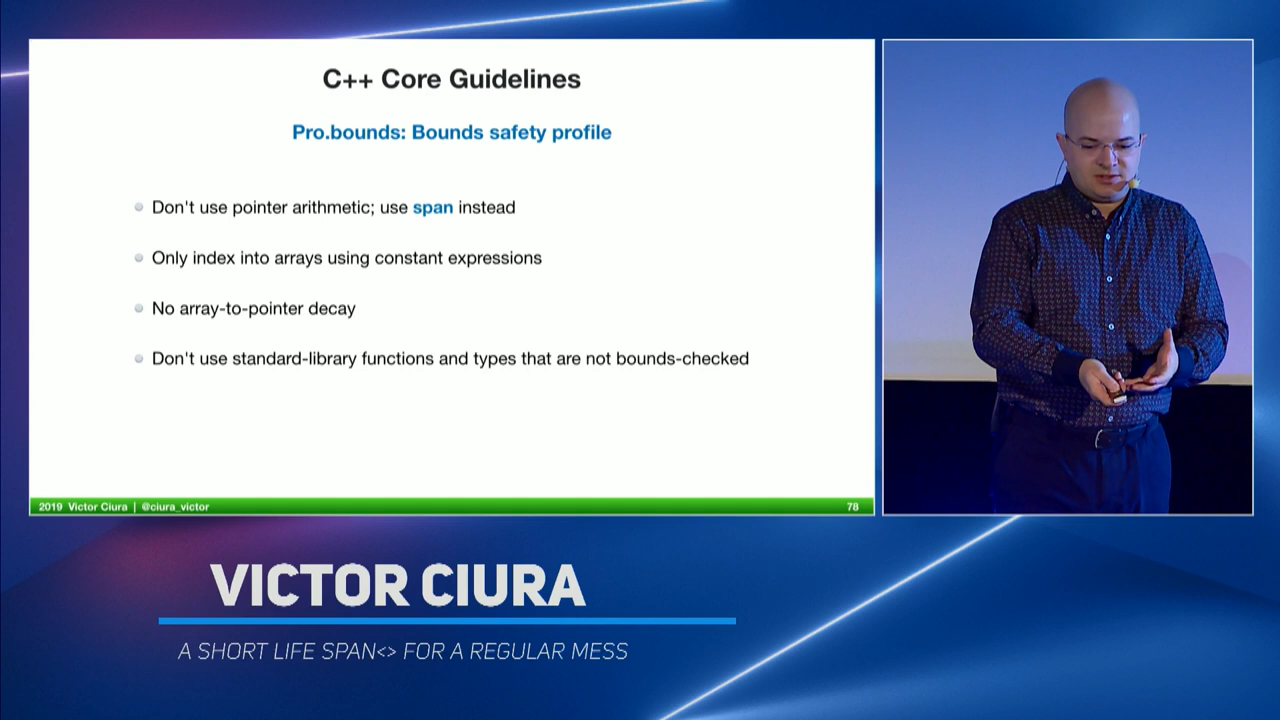 C++ Core Guidelines
Pro.bounds: Bounds safety profile
Don't use pointer arithmetic; use span instead
Only index into arrays using constant expressions
No array-to-pointer decay
Don't use standard-library functions and types that are not bounds-checked
2019 Victor Ciura | @ciura_victor
78
VICTOR CIURA
A SHORT LIFE SPAN<> FOR A REGULAR MESS